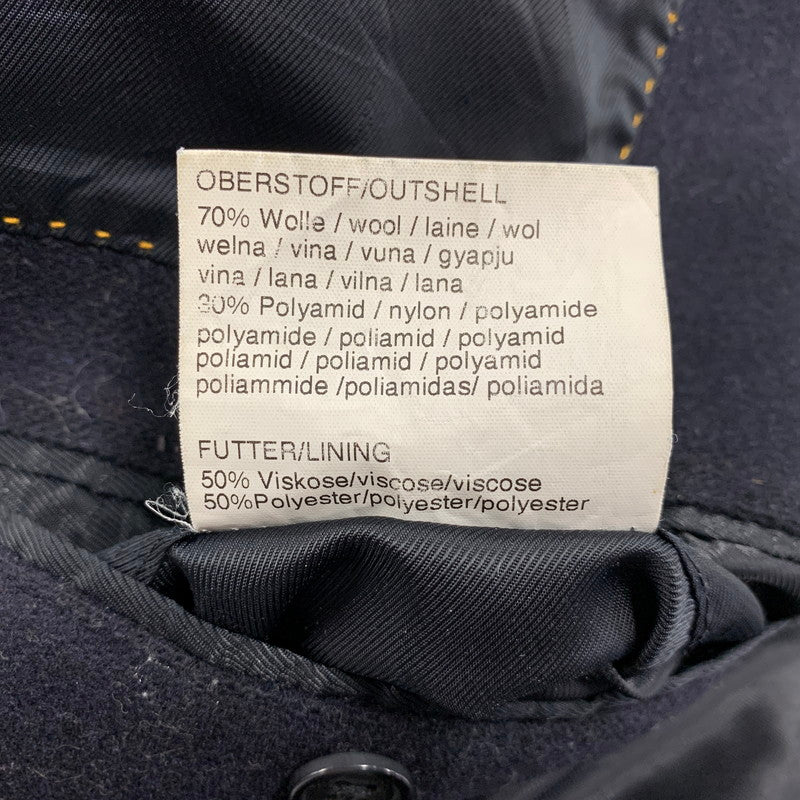 OBERSTOFF/OUTSHELL
70% Wolle / wool / laine / wol
welna / vina / vuna / gyapju
vina / lana / vilna / lana
30% Polyamid / nylon / polyamide
polyamide / poliamid / polyamid
poliamid / poliamid / polyamid
poliammide /poliamidas/ poliamida
FUTTER/LINING
50% Viskose/viscose/viscose
50%Polyester/polyester/polyester